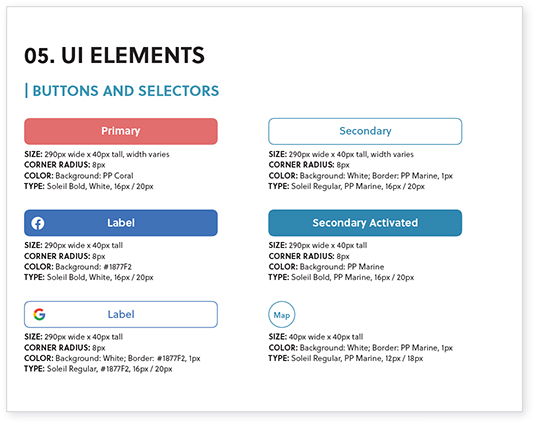 05. UI ELEMENTS
| BUTTONS AND SELECTORS
Primary
SIZE: 290px wide x 40px tall, width varies
CORNER RADIUS: 8px
COLOR: Background: PP Coral
TYPE: Soleil Bold, White, 16px / 20px
Secondary
SIZE: 290px wide x 40px tall, width varies
CORNER RADIUS: 8px
COLOR: Background: White; Border: PP Marine, 1px
TYPE: Soleil Regular, PP Marine, 16px / 20px
Label
SIZE: 290px wide x 40px tall
CORNER RADIUS: 8px
COLOR: Background: #1877F2
TYPE: Soleil Bold, White, 16px / 20px
Secondary Activated
SIZE: 290px wide x 40px tall
CORNER RADIUS: 8px
COLOR: Background: PP Marine
TYPE: Soleil Bold, PP Marine, 16px / 20px
Label
SIZE: 290px wide x 40px tall
CORNER RADIUS: 8px
COLOR: Background: White; Border: #1877F2, 1px
TYPE: Soleil Regular, #1877F2, 16px / 20px
Map
SIZE: 40px wide x 40px tall
COLOR: Background: White; Border: PP Marine, 1px
TYPE: Soleil Regular, PP Marine, 12px / 18px